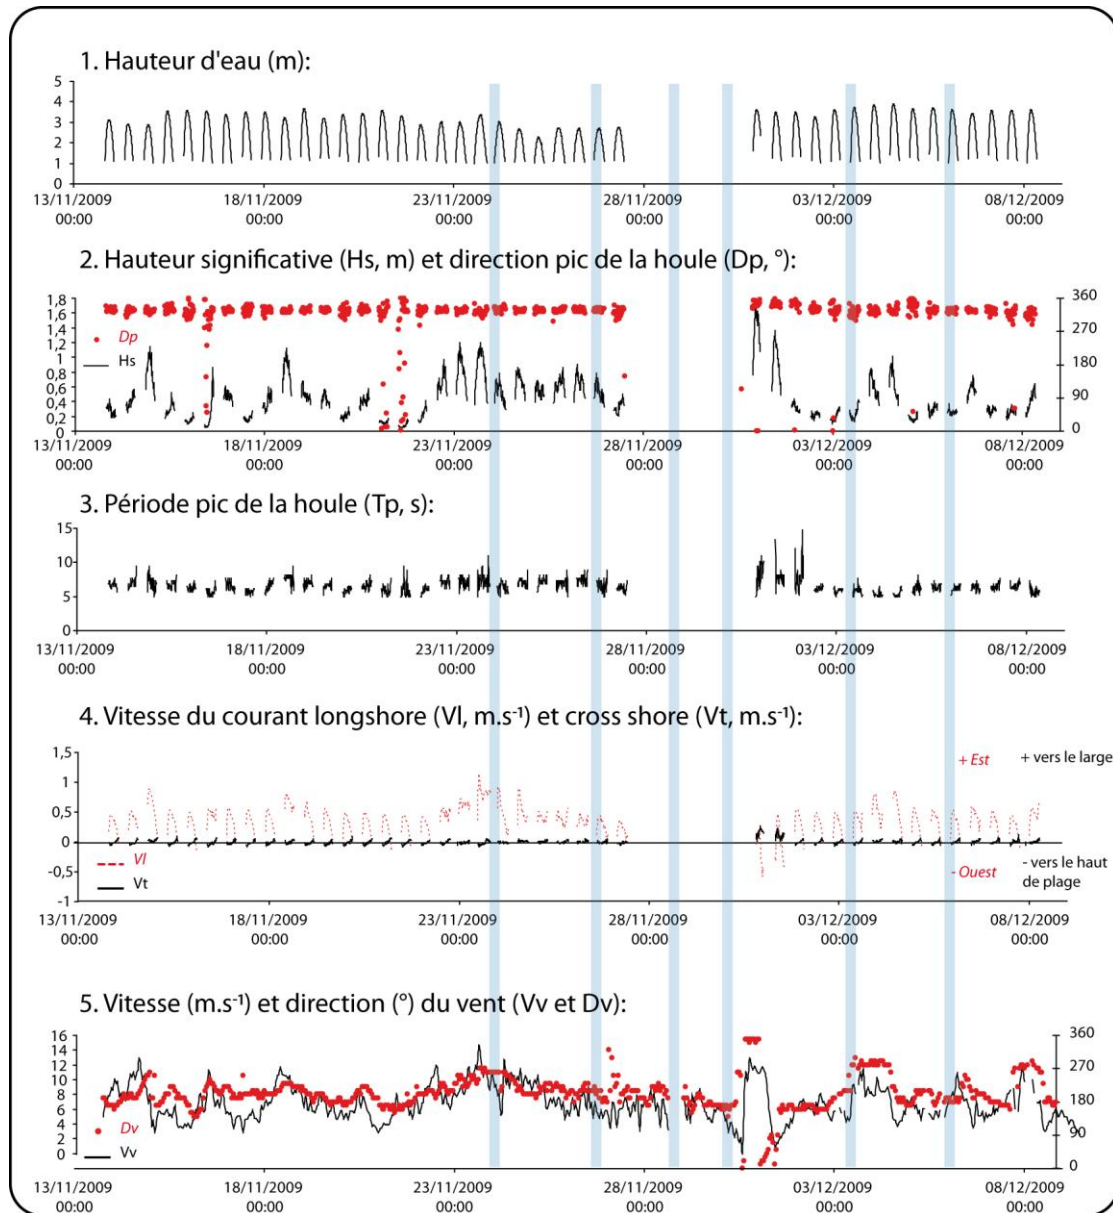 1. Hauteur d'eau (m):
5
4
3
2
1
0
13/11/2009 18/11/2009 23/11/2009 28/11/2009 03/12/2009 08/12/2009
00:00 00:00 00:00 00:00 00:00 00:00
2. Hauteur significative (Hs, m) et direction pic de la houle (Dp, °):
1,8 360
1,6
1,4 270
1,2
Dp
1 180
Hs
0,8
0,6
0,4 90
0,2
0 0
13/11/2009 18/11/2009 23/11/2009 28/11/2009 03/12/2009 08/12/2009
00:00 00:00 00:00 00:00 00:00 00:00
3. Période pic de la houle (Tp, s):
15
10
5
0
13/11/2009 18/11/2009 23/11/2009 28/11/2009 03/12/2009 08/12/2009
00:00 00:00 00:00 00:00 00:00 00:00
4. Vitesse du courant longshore (Vl, m.s⁻¹) et cross shore (Vt, m.s⁻¹):
1,5
+ Est + vers le large
1
0,5
0
Vl
- Ouest - vers le haut
de plage
-0,5
Vt
-1
13/11/2009 18/11/2009 23/11/2009 28/11/2009 03/12/2009 08/12/2009
00:00 00:00 00:00 00:00 00:00 00:00
5. Vitesse (m.s⁻¹) et direction (°) du vent (Vv et Dv):
16 360
14
12 270
10
8 180
6
4 90
Dv
2
Vv
0 0
13/11/2009 18/11/2009 23/11/2009 28/11/2009 03/12/2009 08/12/2009
00:00 00:00 00:00 00:00 00:00 00:00